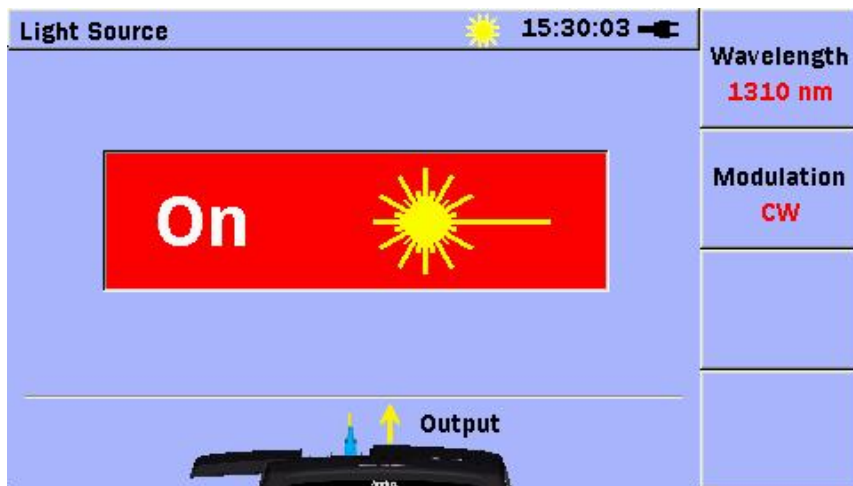 Light Source
15:30:03
Wavelength
1310 nm
Modulation
CW
On
Output